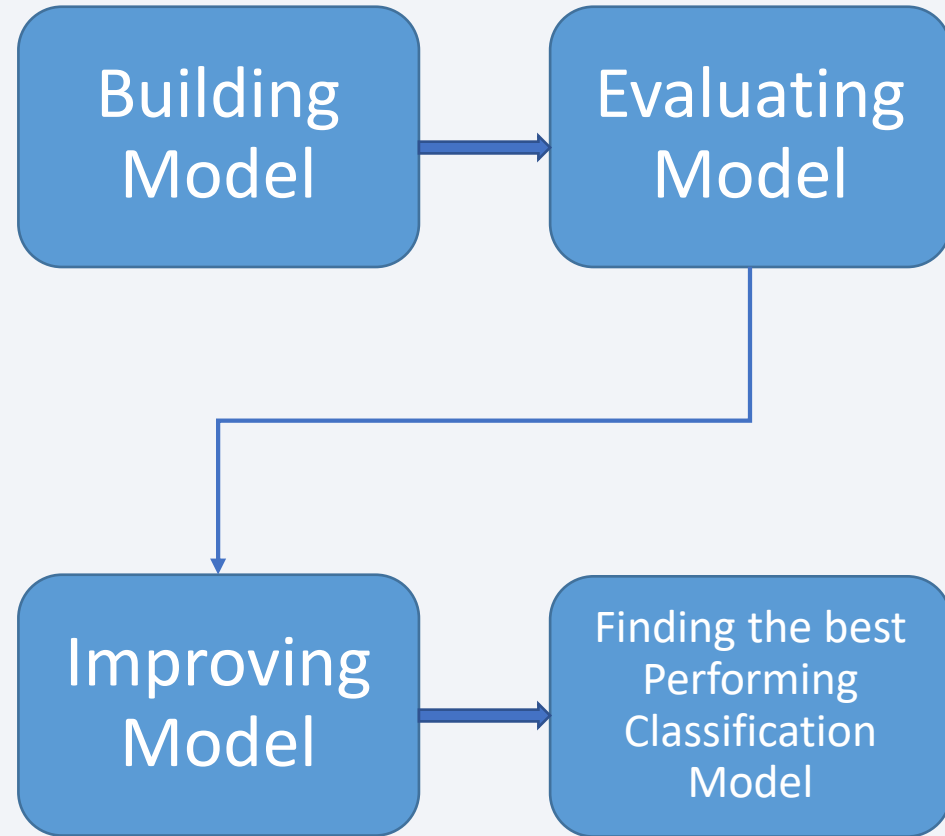 Building
Model
Evaluating
Model
Improving
Model
Finding the best
Performing
Classification
Model